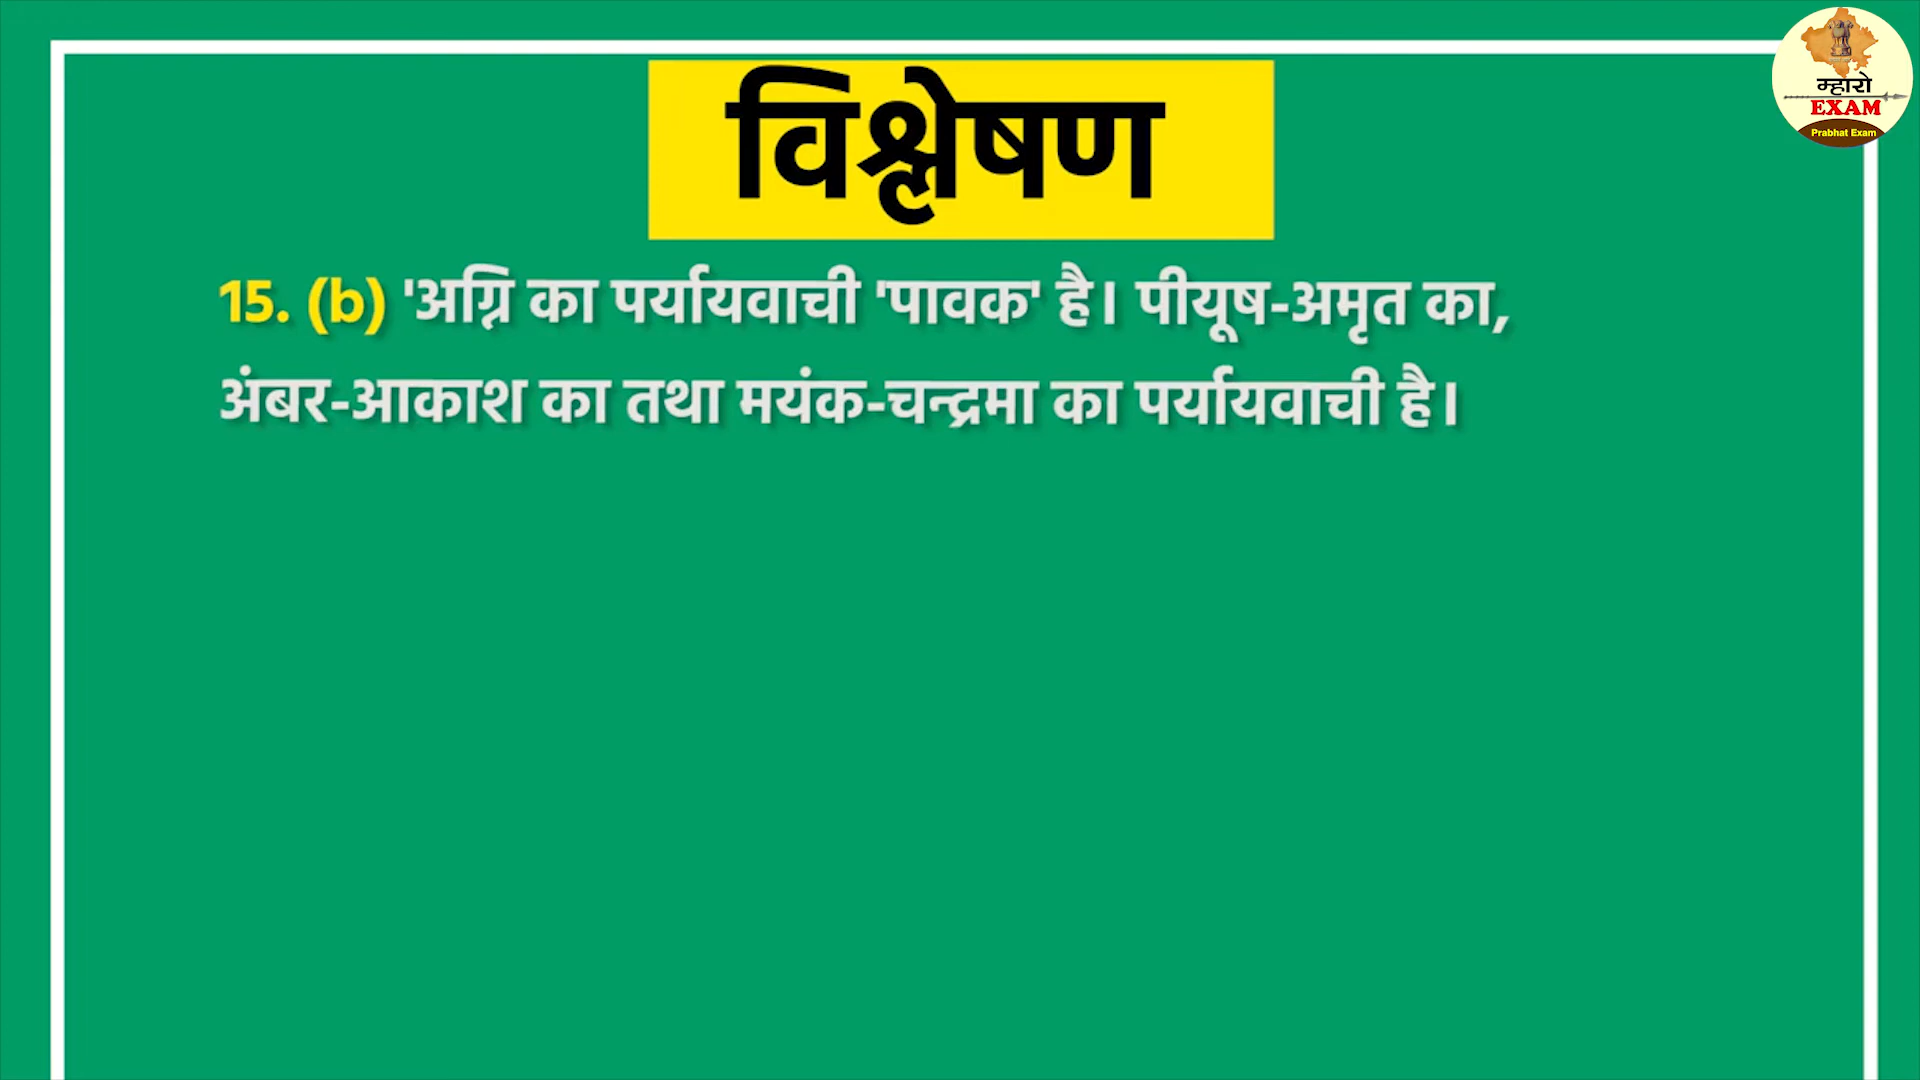 म्हारो
EXAM
Prabhat Exam
विश्लेषण
15. (b) 'अग्नि का पर्यायवाची 'पावक' है। पीयूष-अमृत का,
अंबर-आकाश का तथा मयंक-चन्द्रमा का पर्यायवाची है।